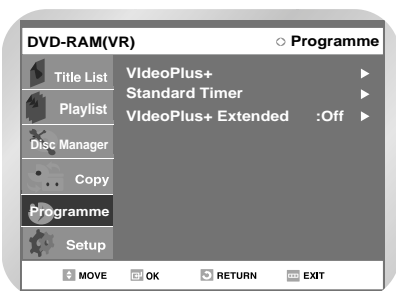 DVD-RAM(VR) Programme
Title List
Playlist
Disc Manager
Copy
Programme
Setup
VIdeoPlus+
Standard Timer
VIdeoPlus+ Extended :Off
MOVE OK RETURN EXIT